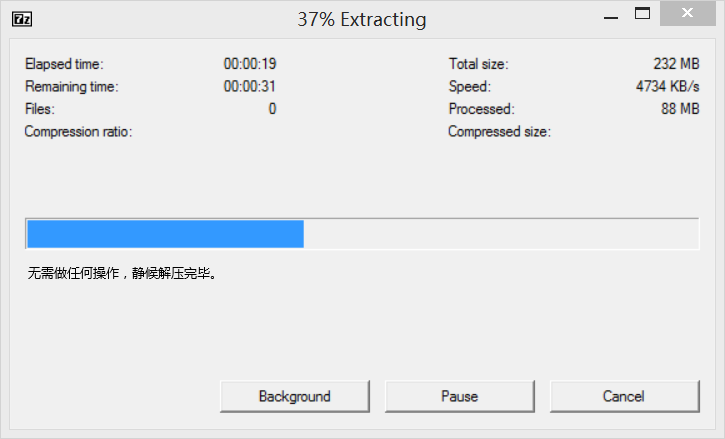 7z 37% Extracting
Elapsed time: 00:00:19 Total size: 232 MB
Remaining time: 00:00:31 Speed: 4734 KB/s
Files: 0 Processed: 88 MB
Compression ratio: Compressed size:
无需做任何操作，静候解压完毕。
Background Pause Cancel